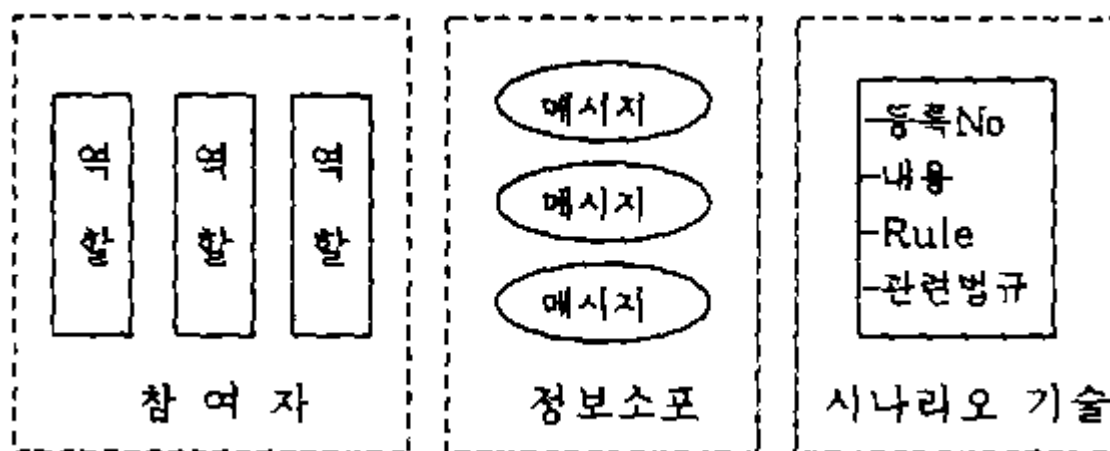 역할
역할
역할
참 여 자
메시지
메시지
메시지
정보소포
등록No
내용
Rule
관련법규
시나리오 기술